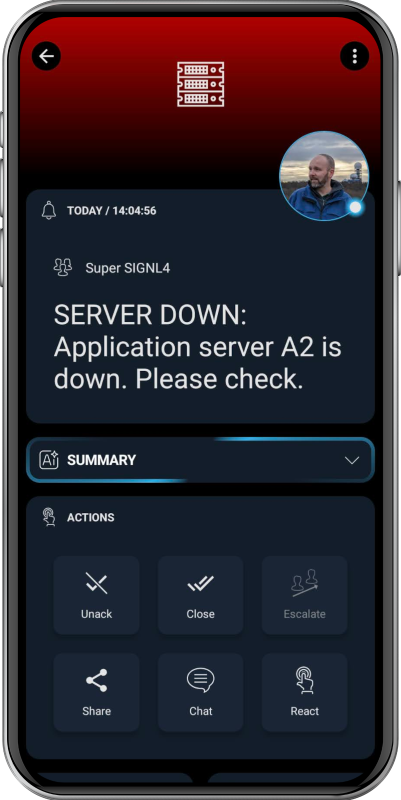 TODAY / 14:04:56
Super SIGNL4
SERVER DOWN:
Application server A2 is
down. Please check.
Ai SUMMARY
ACTIONS
Unack
Close
Escalate
Share
Chat
React